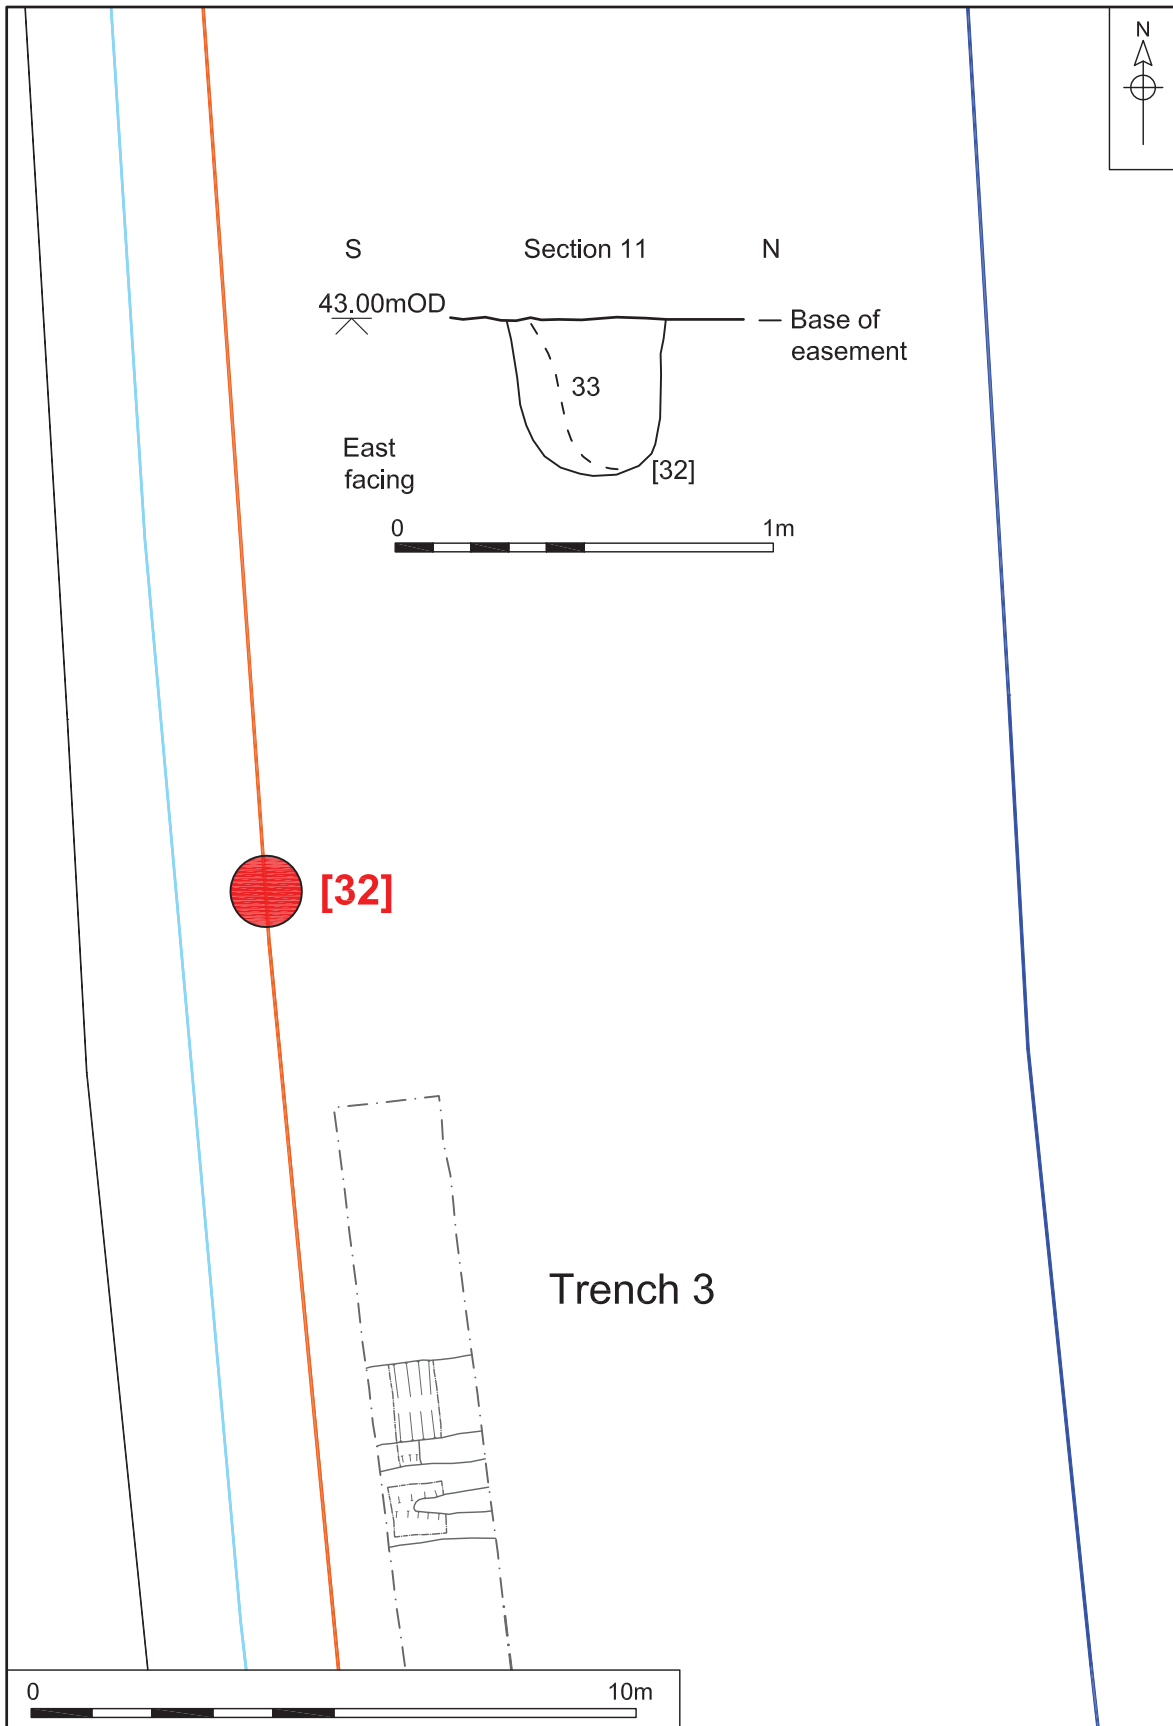 N
S Section 11 N
43.00mOD
Base of
easement
33
East
facing
[32]
0 1m
[32]
Trench 3
0 10m